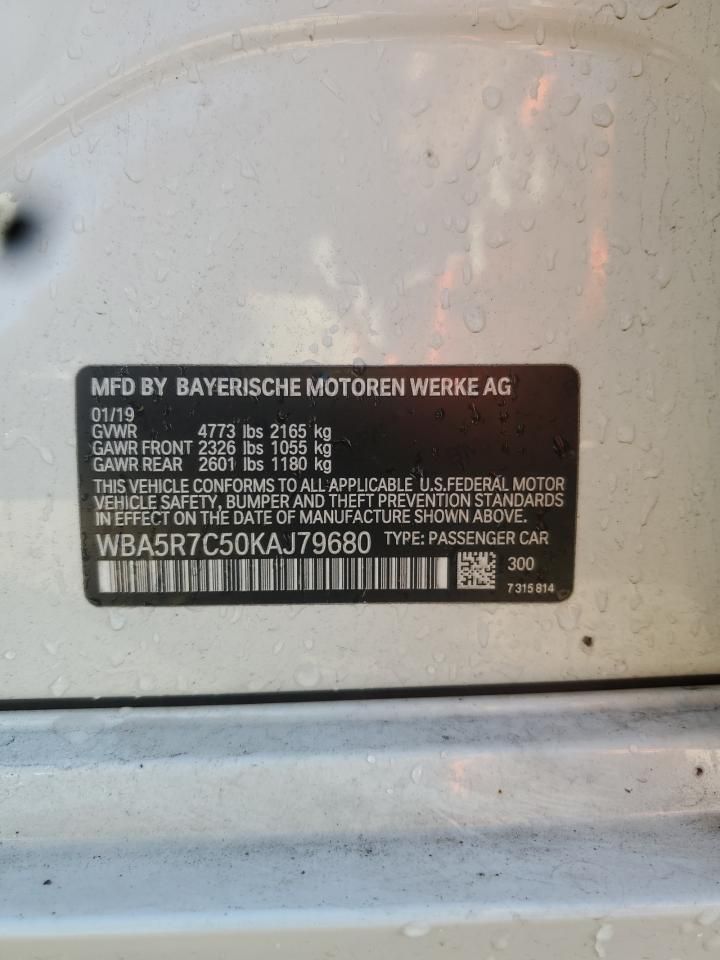 MFD BY BAYERISCHE MOTOREN WERKE AG
01/19
GVWR 4773 lbs 2165 kg
GAWR FRONT 2326 lbs 1055 kg
GAWR REAR 2601 lbs 1180 kg
THIS VEHICLE CONFORMS TO ALL APPLICABLE U.S.FEDERAL MOTOR
VEHICLE SAFETY, BUMPER AND THEFT PREVENTION STANDARDS
IN EFFECT ON THE DATE OF MANUFACTURE SHOWN ABOVE.
WBA5R7C50KAJ79680 TYPE: PASSENGER CAR
300
7 315 814